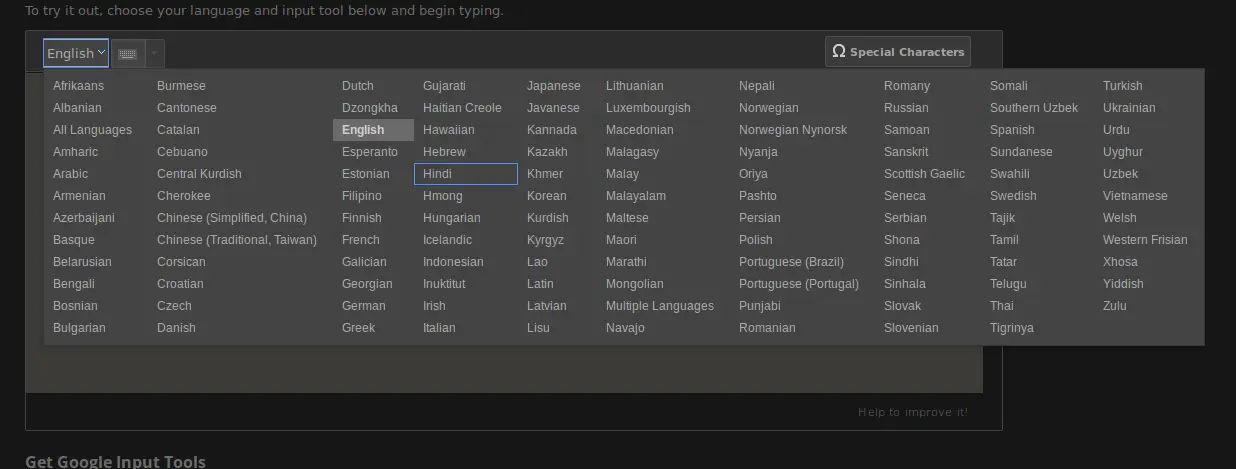 To try it out, choose your language and input tool below and begin typing.
English
Ω Special Characters
Afrikaans Burmese Dutch Gujarati Japanese Lithuanian Nepali Romany Somali Turkish
Albanian Cantonese Dzongkha Haitian Creole Javanese Luxembourgish Norwegian Russian Southern Uzbek Ukrainian
All Languages Catalan English Hawaiian Kannada Macedonian Norwegian Nynorsk Samoan Spanish Urdu
Amharic Cebuano Esperanto Hebrew Kazakh Malagasy Nyanja Sanskrit Sundanese Uyghur
Arabic Central Kurdish Estonian Hindi Khmer Malay Oriya Scottish Gaelic Swahili Uzbek
Armenian Cherokee Filipino Hmong Korean Malayalam Pashto Seneca Swedish Vietnamese
Azerbaijani Chinese (Simplified, China) Finnish Hungarian Kurdish Maltese Persian Serbian Tajik Welsh
Basque Chinese (Traditional, Taiwan) French Icelandic Kyrgyz Maori Polish Shona Tamil Western Frisian
Belarusian Corsican Galician Indonesian Lao Marathi Portuguese (Brazil) Sindhi Tatar Xhosa
Bengali Croatian Georgian Inuktitut Latin Mongolian Portuguese (Portugal) Sinhala Telugu Yiddish
Bosnian Czech German Irish Latvian Multiple Languages Punjabi Slovak Thai Zulu
Bulgarian Danish Greek Italian Lisu Navajo Romanian Slovenian Tigrinya
Help to improve it!
Get Google Input Tools